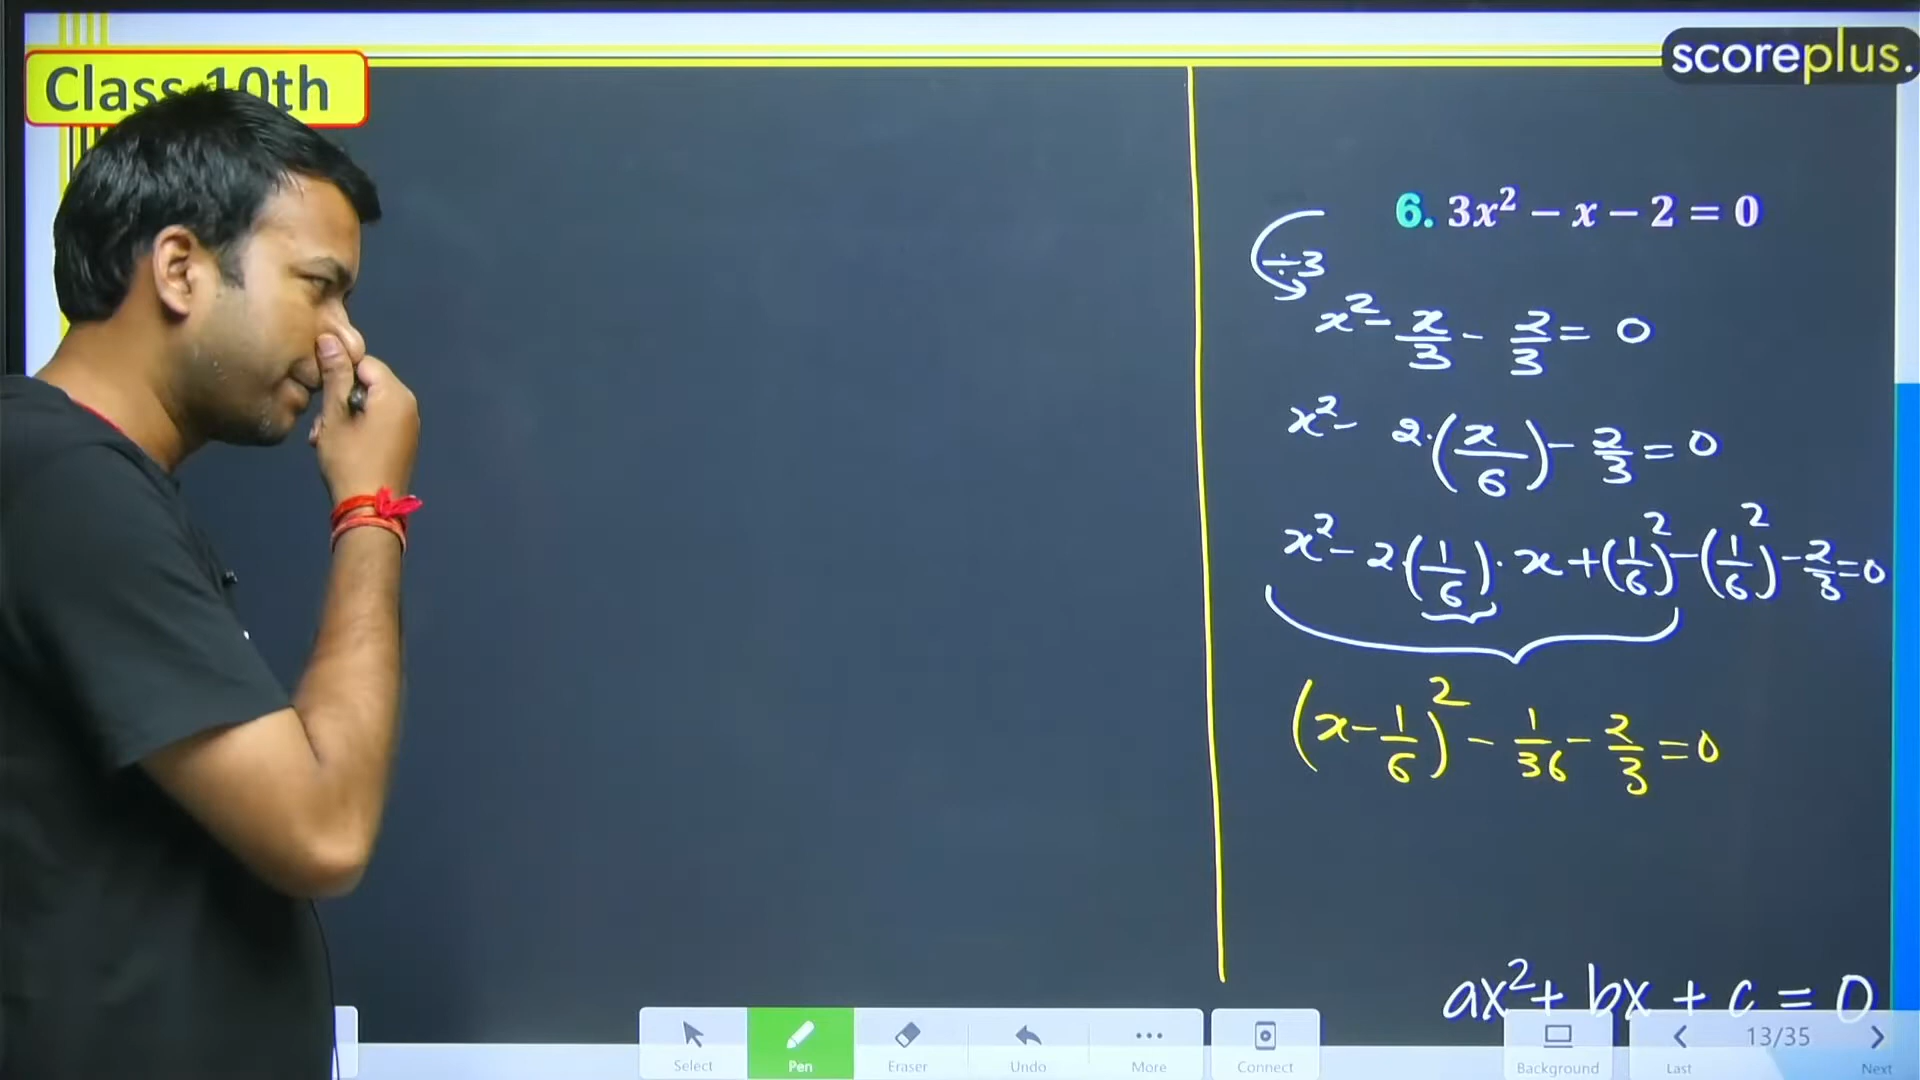 Class 10th
scoreplus.
6. 3x² − x − 2 = 0
÷3
x² − x/3 − 2/3 = 0
x² − 2·(x/6) − 2/3 = 0
x² − 2·(1/6)·x + (1/6)² − (1/6)² − 2/3 = 0
(x − 1/6)² − 1/36 − 2/3 = 0
ax² + bx + c = 0
Select
Pen
Eraser
Undo
More
Connect
Background
Last
13/35
Next